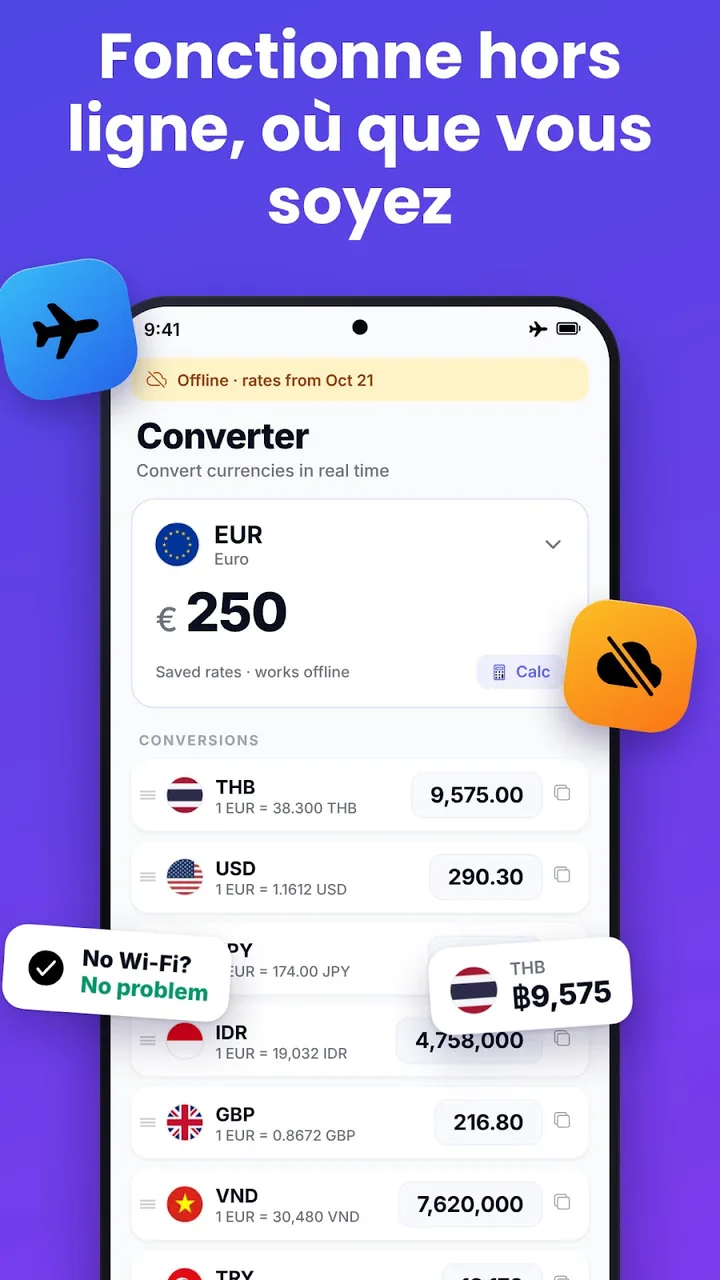 Fonctionne hors
ligne, où que vous
soyez
9:41
Offline · rates from Oct 21
Converter
Convert currencies in real time
EUR
Euro
€ 250
Saved rates · works offline
Calc
CONVERSIONS
THB
1 EUR = 38.300 THB
9,575.00
USD
1 EUR = 1.1612 USD
290.30
No Wi-Fi?
No problem
PY
EUR = 174.00 JPY
THB
฿9,575
IDR
1 EUR = 19,032 IDR
4,758,000
GBP
1 EUR = 0.8672 GBP
216.80
VND
1 EUR = 30,480 VND
7,620,000
TRY